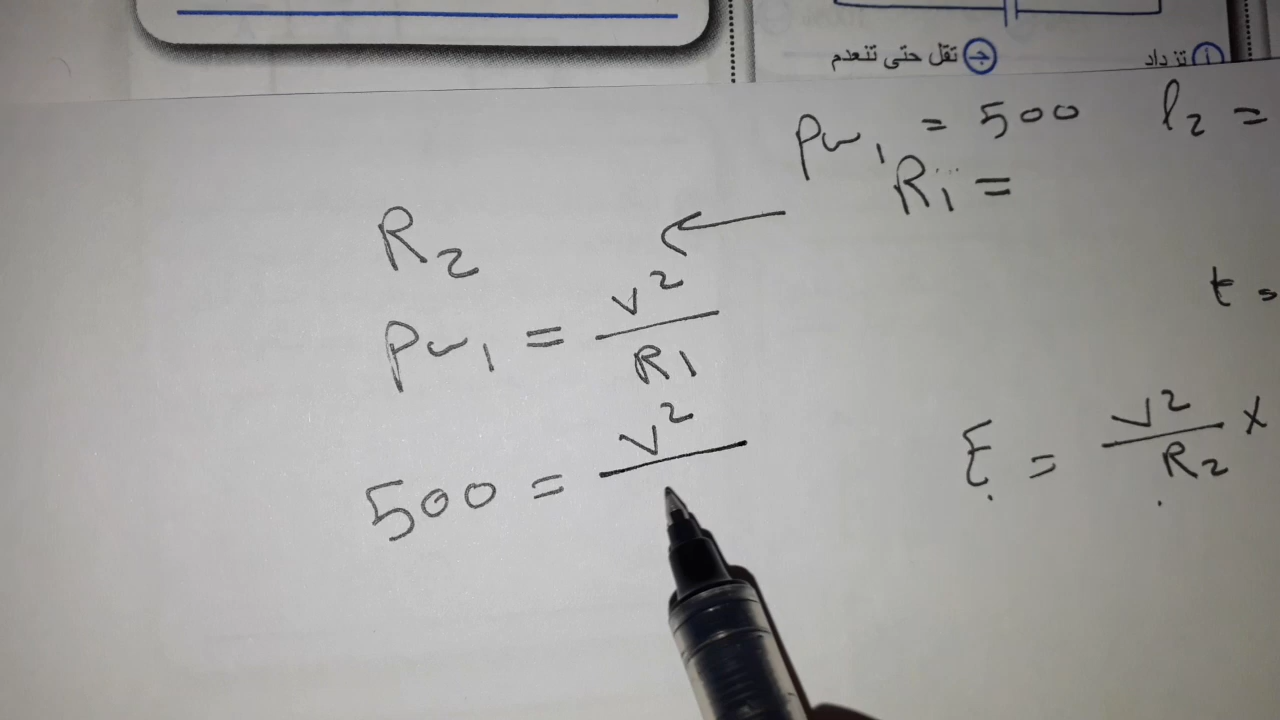 أ تزداد
ج تقل حتى تنعدم
Pw₁ = 500   l₂ =
R₁ =
R₂
t =
Pw₁ = V² / R₁
500 = V² /
E = V² / R₂ ×